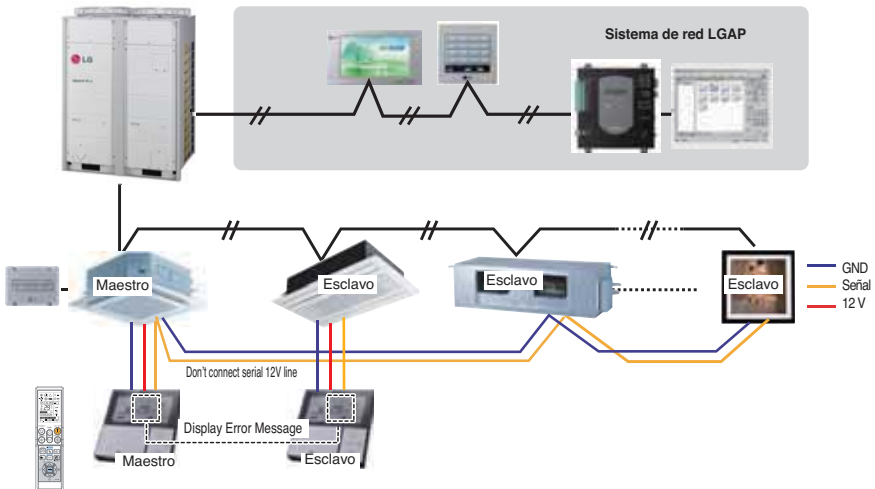 Sistema de red LGAP
LG
Maestro
Esclavo
Esclavo
Esclavo
GND
Señal
12 V
Don't connect serial 12V line
Display Error Message
Maestro
Esclavo